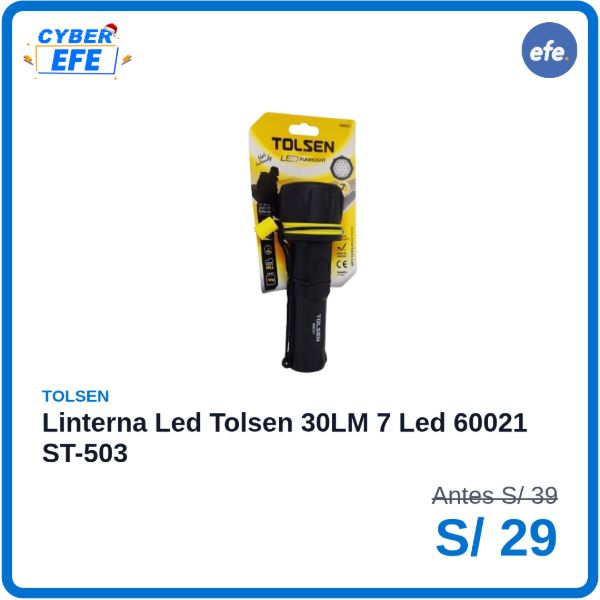 CYBER
EFE
efe.
TOLSEN
LED FLASHLIGHT
TOLSEN
TOLSEN
Linterna Led Tolsen 30LM 7 Led 60021
ST-503
Antes S/ 39
S/ 29